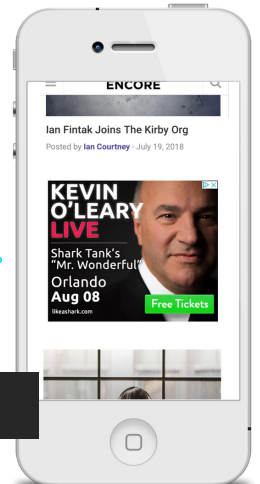 ENCORE
Ian Fintak Joins The Kirby Org
Posted by Ian Courtney - July 19, 2018
KEVIN
O'LEARY
LIVE
Shark Tank's
"Mr. Wonderful"
Orlando
Aug 08
Free Tickets
likeashark.com